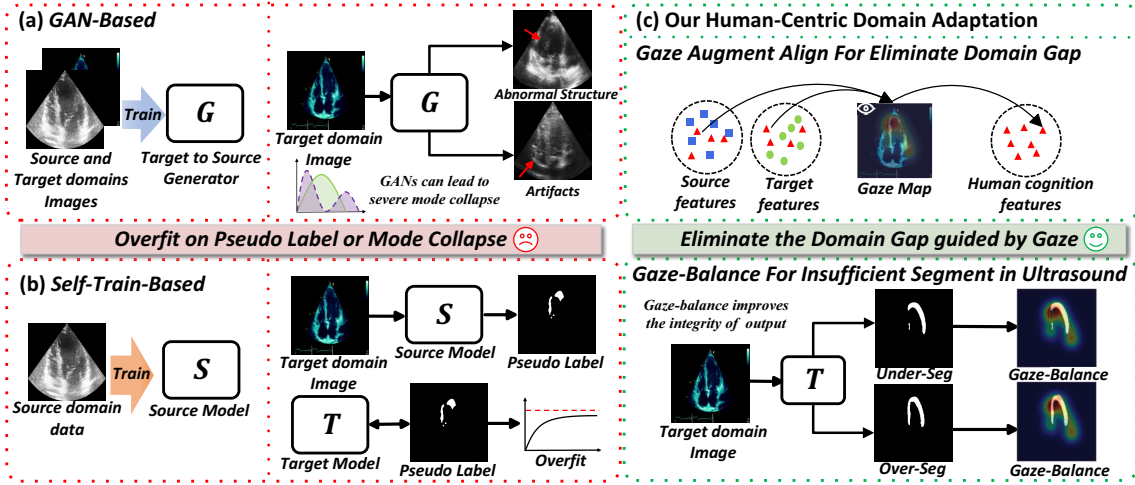 (a) GAN-Based
Train
G
Source and
Target domains
Images
Target to Source
Generator
Target domain
Image
G
Abnormal Structure
Artifacts
GANs can lead to
severe mode collapse
Overfit on Pseudo Label or Mode Collapse
(b) Self-Train-Based
Train
S
Source domain
data
Source Model
Target domain
Image
S
Source Model
Pseudo Label
T
Target Model
Pseudo Label
Overfit
(c) Our Human-Centric Domain Adaptation
Gaze Augment Align For Eliminate Domain Gap
Source
features
Target
features
Gaze Map
Human cognition
features
Eliminate the Domain Gap guided by Gaze
Gaze-Balance For Insufficient Segment in Ultrasound
Gaze-balance improves
the integrity of output
Target domain
Image
T
Under-Seg
Gaze-Balance
Over-Seg
Gaze-Balance